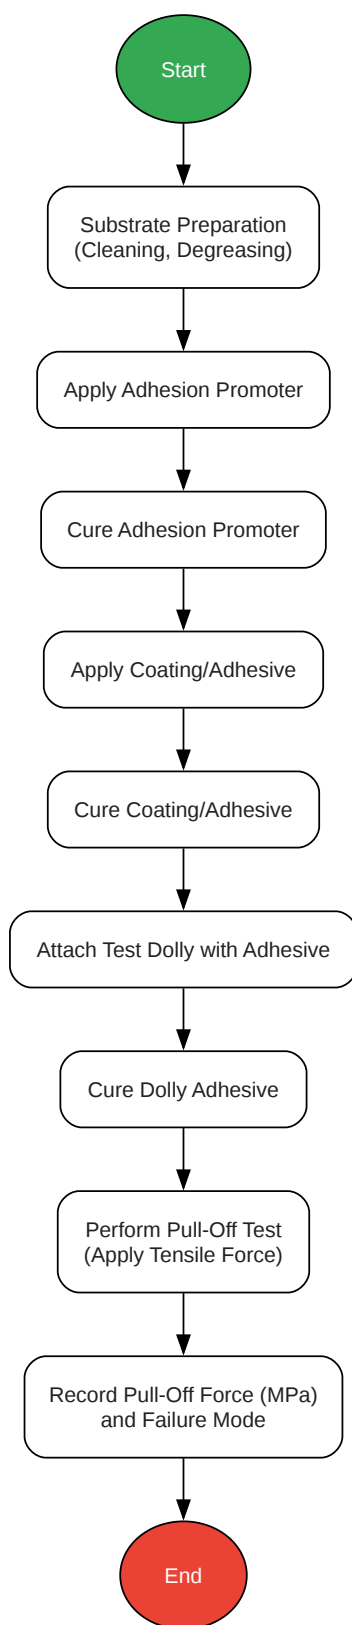 Start
Substrate Preparation
(Cleaning, Degreasing)
Apply Adhesion Promoter
Cure Adhesion Promoter
Apply Coating/Adhesive
Cure Coating/Adhesive
Attach Test Dolly with Adhesive
Cure Dolly Adhesive
Perform Pull-Off Test
(Apply Tensile Force)
Record Pull-Off Force (MPa)
and Failure Mode
End